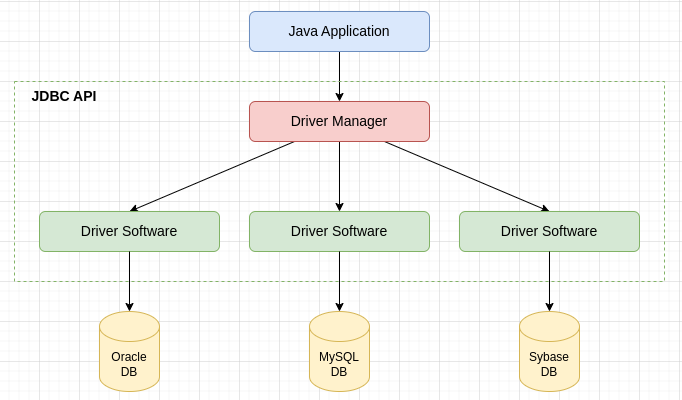 Java Application
JDBC API
Driver Manager
Driver Software
Driver Software
Driver Software
Oracle
DB
MySQL
DB
Sybase
DB